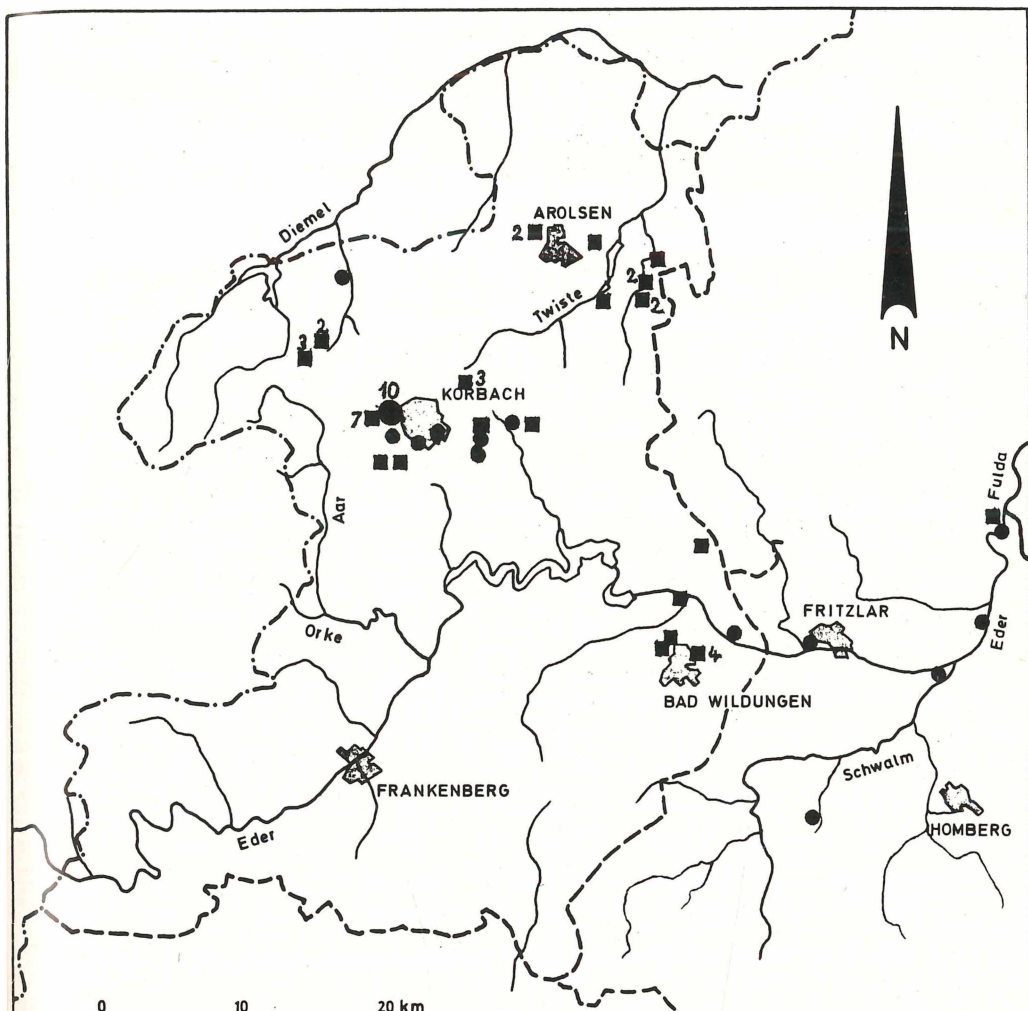 Diemel
AROLSEN
2
2
2
Twiste
3
2
3
KORBACH
10
7
N
Aar
Fulda
Orke
FRITZLAR
Eder
4
BAD WILDUNGEN
Schwalm
FRANKENBERG
HOMBERG
Eder
0 10 20 km